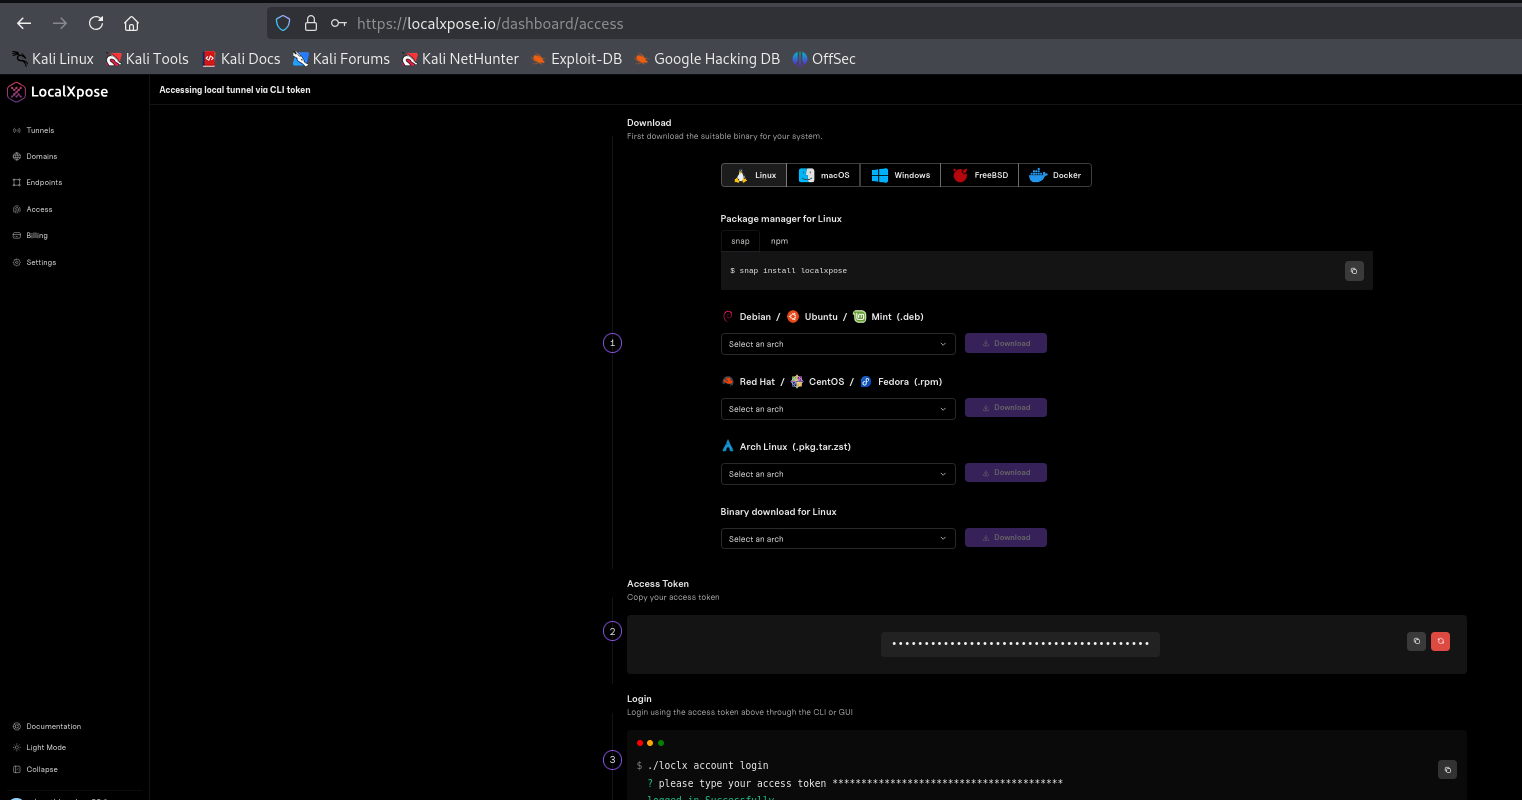 https://localxpose.io/dashboard/access
Kali Linux Kali Tools Kali Docs Kali Forums Kali NetHunter Exploit-DB Google Hacking DB OffSec
LocalXpose
Accessing local tunnel via CLI token
Tunnels
Domains
Endpoints
Access
Billing
Settings
Download
First download the suitable binary for your system.
Linux macOS Windows FreeBSD Docker
Package manager for Linux
snap npm
$ snap install localxpose
Debian / Ubuntu / Mint (.deb)
1
Select an arch Download
Red Hat / CentOS / Fedora (.rpm)
Select an arch Download
Arch Linux (.pkg.tar.zst)
Select an arch Download
Binary download for Linux
Select an arch Download
Access Token
Copy your access token
2
••••••••••••••••••••••••••••••••••••••••
Login
Login using the access token above through the CLI or GUI
3
$ ./loclx account login
? please type your access token ****************************************
logged in Successfully
Documentation
Light Mode
Collapse